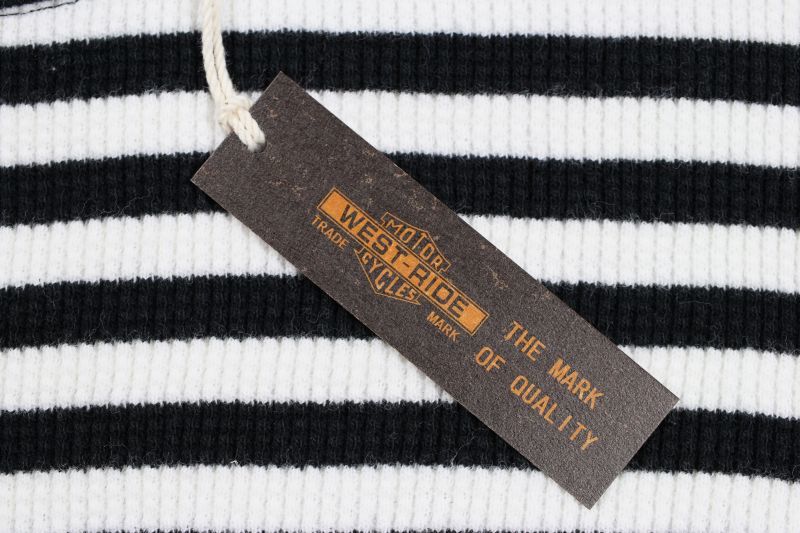 MOTOR
WEST-RIDE
TRADE CYCLES MARK
THE MARK
OF QUALITY